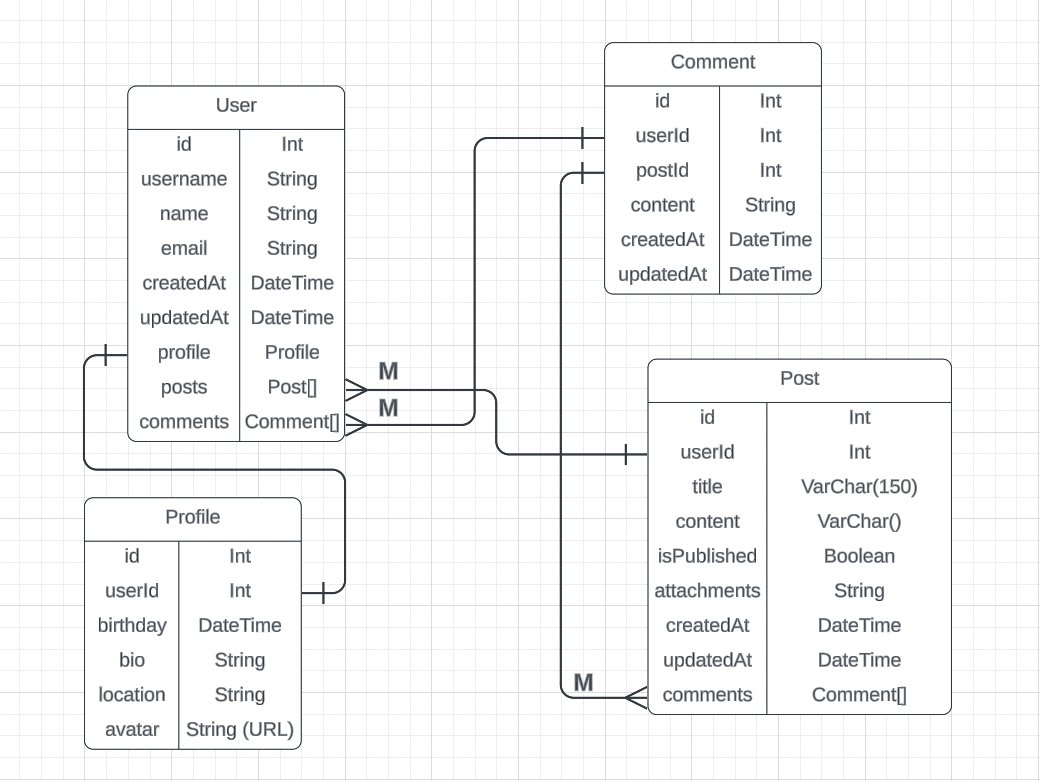 User
id Int
username String
name String
email String
createdAt DateTime
updatedAt DateTime
profile Profile
posts Post[]
comments Comment[]
M
M
Comment
id Int
userId Int
postId Int
content String
createdAt DateTime
updatedAt DateTime
Profile
id Int
userId Int
birthday DateTime
bio String
location String
avatar String (URL)
Post
id Int
userId Int
title VarChar(150)
content VarChar()
isPublished Boolean
attachments String
createdAt DateTime
updatedAt DateTime
comments Comment[]
M